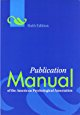 Sixth Edition
Publication
Manual
of the American Psychological Association